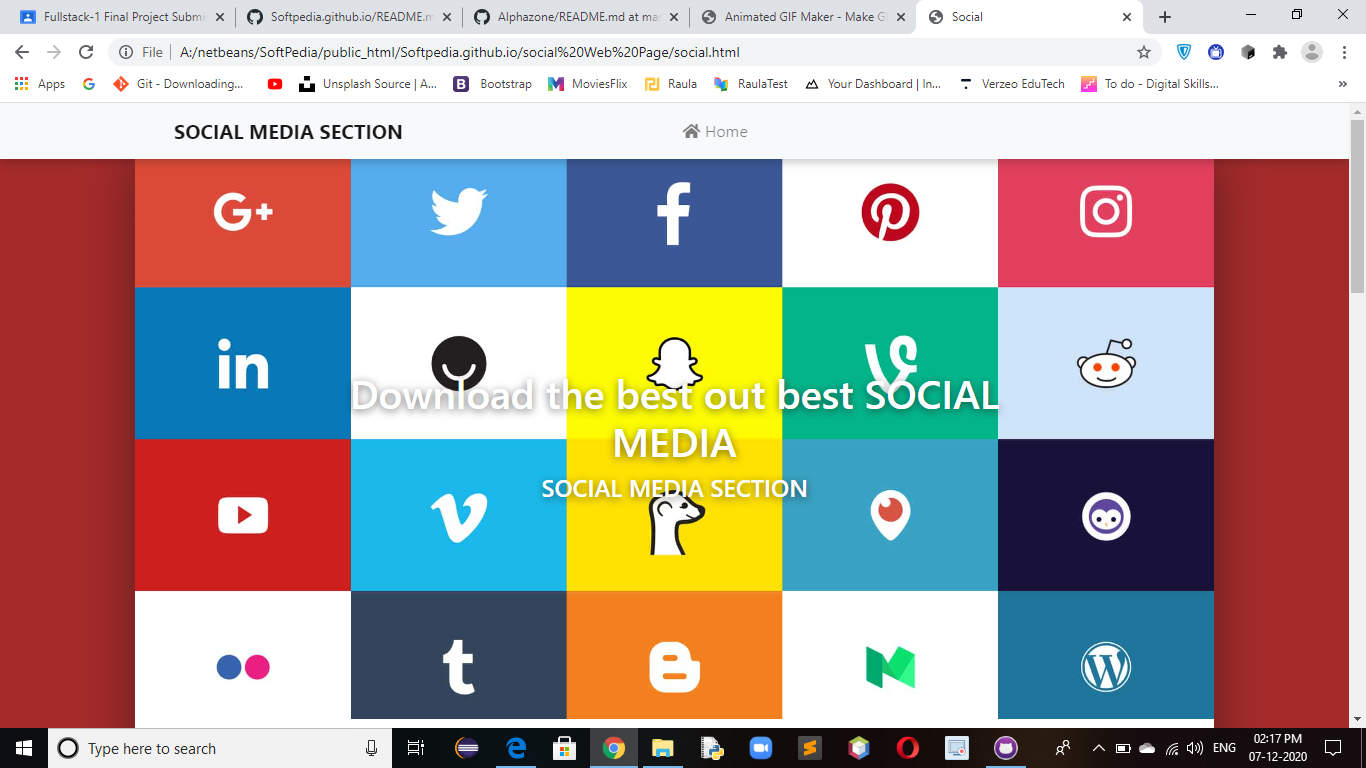 Fullstack-1 Final Project Submi
Softpedia.github.io/README.m
Alphazone/README.md at ma
Animated GIF Maker - Make G
Social
File
A:/netbeans/SoftPedia/public_html/Softpedia.github.io/social%20Web%20Page/social.html
Apps
Git - Downloading...
Unsplash Source | A...
Bootstrap
MoviesFlix
Raula
RaulaTest
Your Dashboard | In...
Verzeo EduTech
To do - Digital Skills...
»
SOCIAL MEDIA SECTION
Home
G+
f
in
Download the best out best SOCIAL
MEDIA
SOCIAL MEDIA SECTION
t
B
M
W
Type here to search
ENG
02:17 PM
07-12-2020